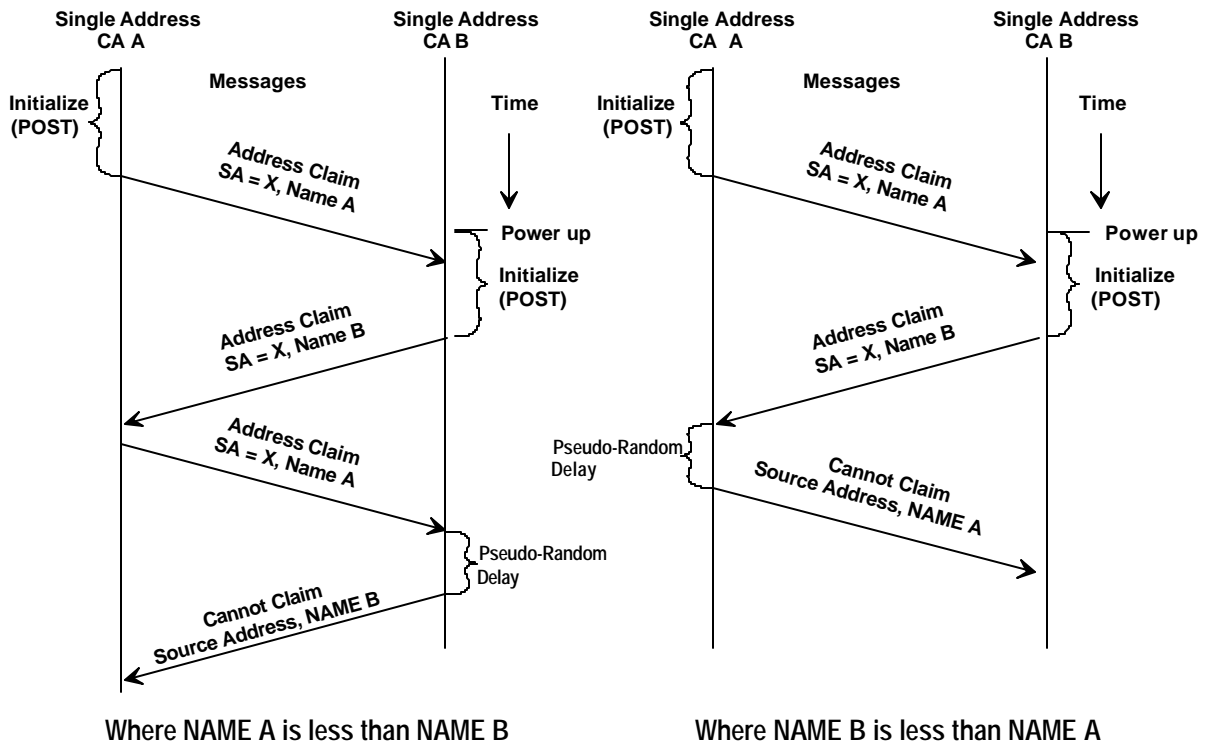 Single Address
CA A
Single Address
CA B
Messages
Initialize
(POST)
Time
Address Claim
SA = X, Name A
Power up
Initialize
(POST)
Address Claim
SA = X, Name B
Address Claim
SA = X, Name A
Pseudo-Random
Delay
Cannot Claim
Source Address, NAME B
Where NAME A is less than NAME B
Single Address
CA A
Single Address
CA B
Messages
Initialize
(POST)
Time
Address Claim
SA = X, Name A
Power up
Initialize
(POST)
Address Claim
SA = X, Name B
Pseudo-Random
Delay
Cannot Claim
Source Address, NAME A
Where NAME B is less than NAME A